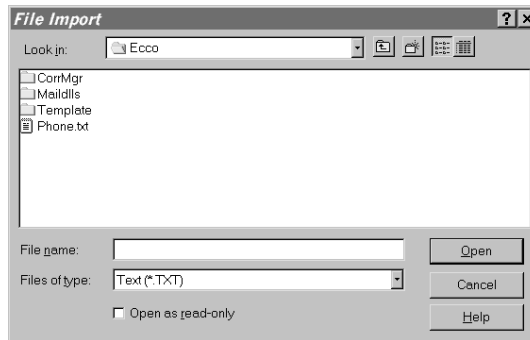 File Import
Look in: Ecco
CorrMgr
Maildlls
Template
Phone.txt
File name: Open
Files of type: Text (*.TXT) Cancel
Open as read-only Help